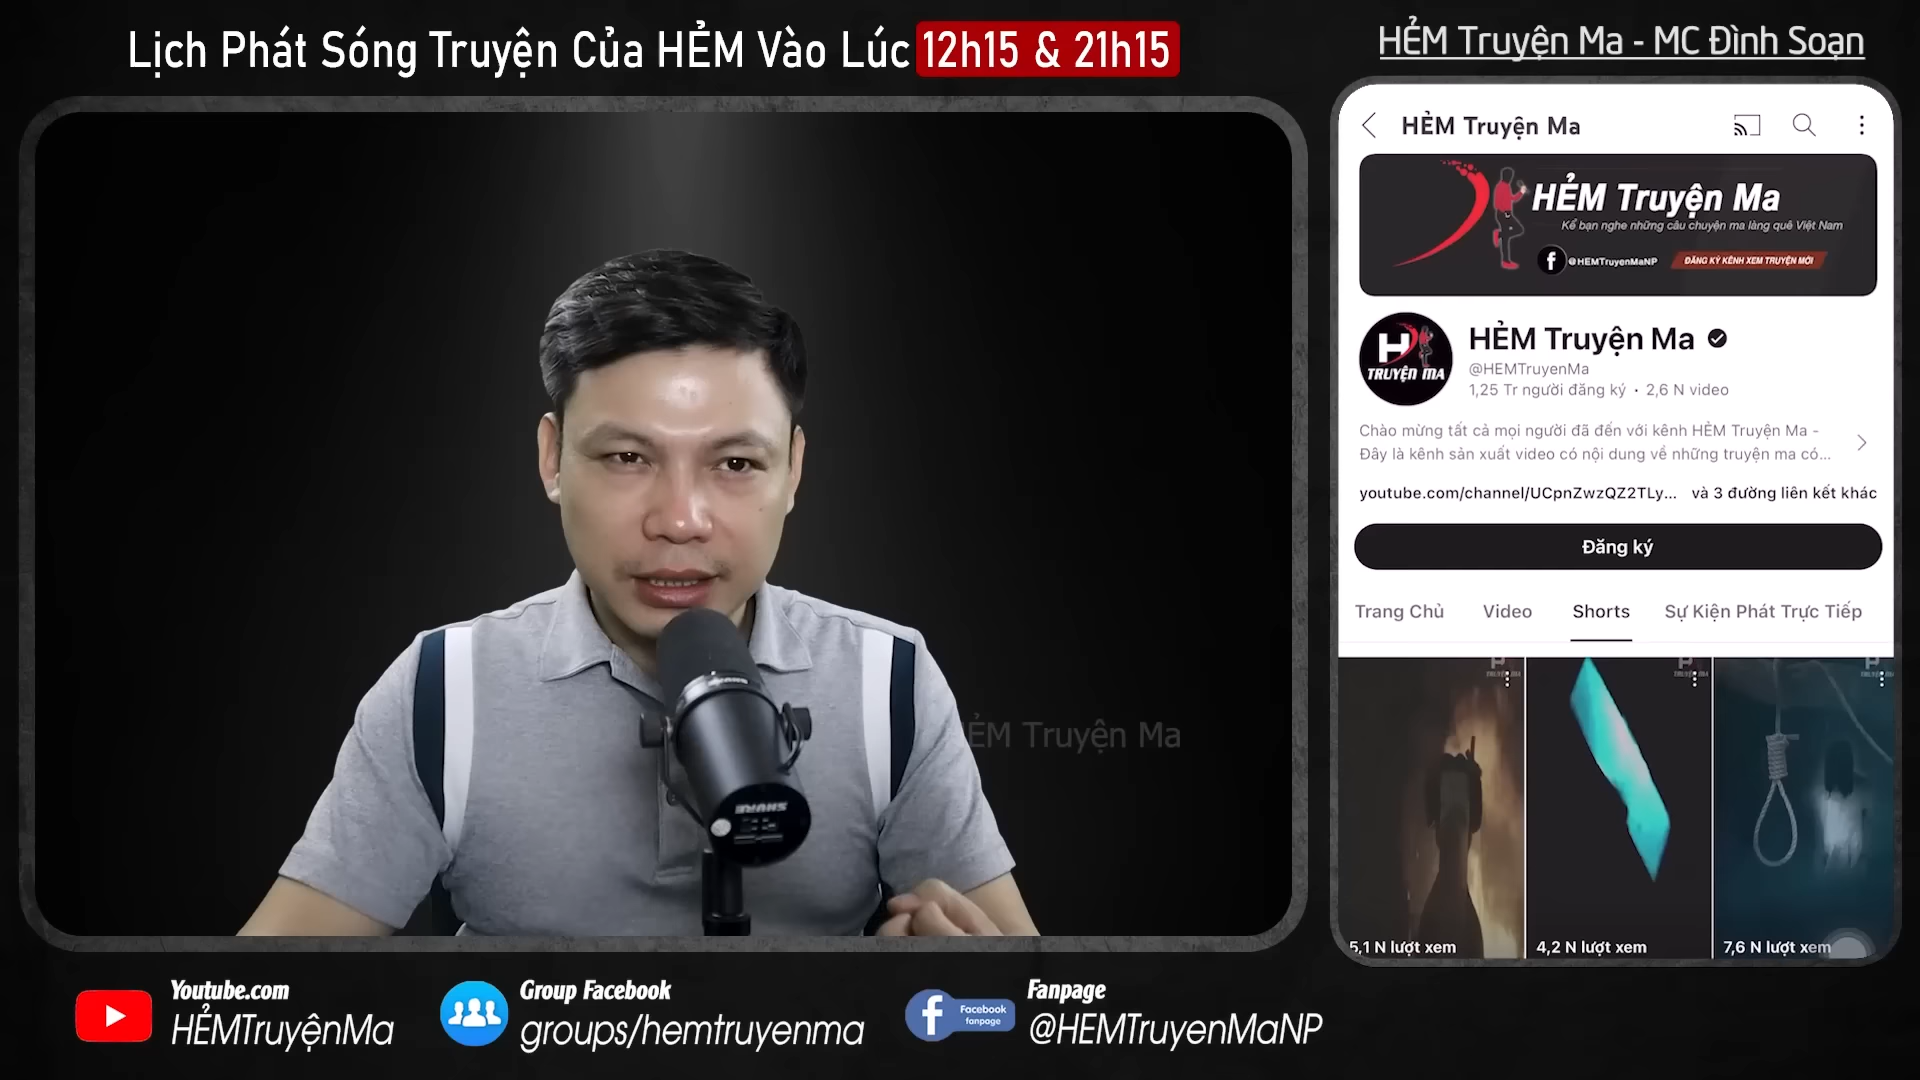 Lịch Phát Sóng Truyện Của HẺM Vào Lúc 12h15 & 21h15
HẺM Truyện Ma - MC Đình Soạn
HẺM Truyện Ma
HẺM Truyện Ma
Kể bạn nghe những câu chuyện ma làng quê Việt Nam
@HEMTruyenMaNP
ĐĂNG KÝ KÊNH XEM TRUYỆN MỚI
H
TRUYỆN MA
HẺM Truyện Ma
@HEMTruyenMa
1,25 Tr người đăng ký • 2,6 N video
Chào mừng tất cả mọi người đã đến với kênh HẺM Truyện Ma -
Đây là kênh sản xuất video có nội dung về những truyện ma có...
youtube.com/channel/UCpnZwzQZ2TLy... và 3 đường liên kết khác
Đăng ký
Trang Chủ Video Shorts Sự Kiện Phát Trực Tiếp
5,1 N lượt xem
4,2 N lượt xem
7,6 N lượt xem
ẺM Truyện Ma
SHURE
Youtube.com
HẺMTruyệnMa
Group Facebook
groups/hemtruyenma
Facebook
fanpage
Fanpage
@HEMTruyenMaNP